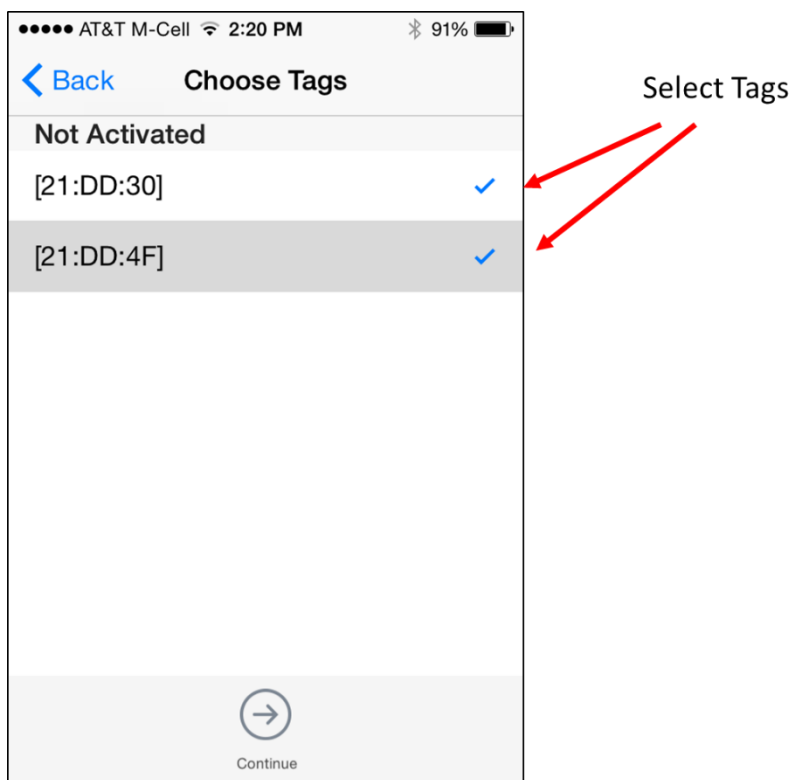 AT&T M-Cell 2:20 PM 91%
Back Choose Tags
Select Tags
Not Activated
[21:DD:30]
[21:DD:4F]
Continue